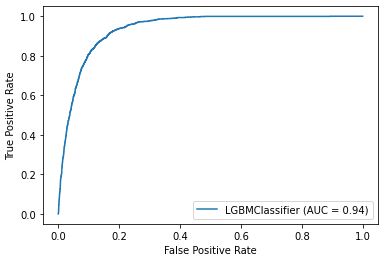 1.0
0.8
0.6
0.4
0.2
0.0
True Positive Rate
LGBMClassifier (AUC = 0.94)
0.0 0.2 0.4 0.6 0.8 1.0
False Positive Rate